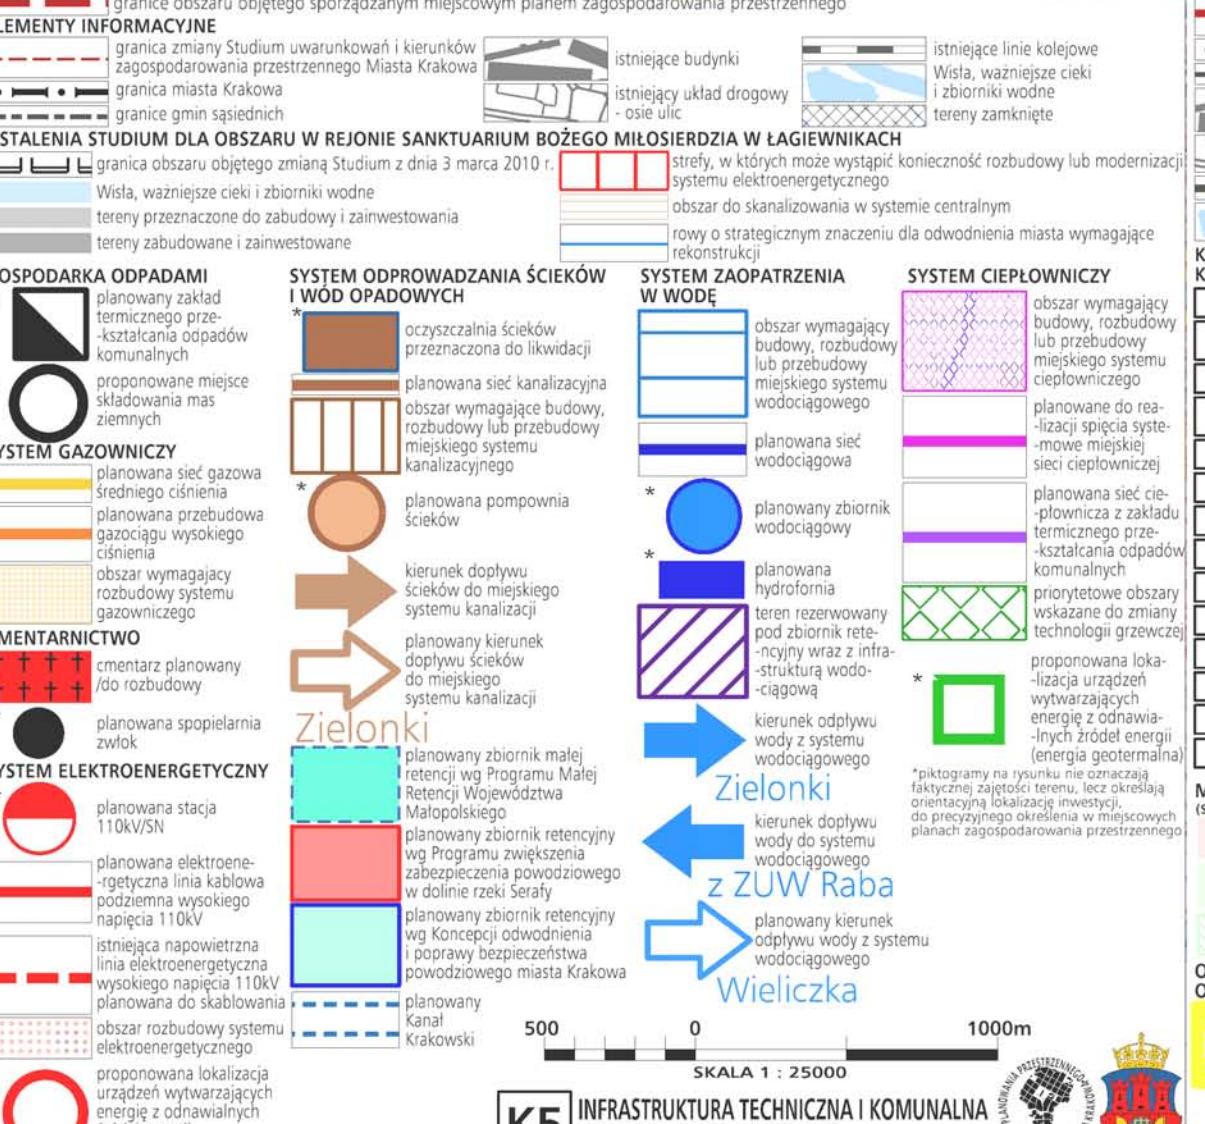 granice obszaru objętego sporządzanym miejscowym planem zagospodarowania przestrzennego
LEMENTY INFORMACYJNE
granica zmiany Studium uwarunkowań i kierunków
zagospodarowania przestrzennego Miasta Krakowa
granica miasta Krakowa
granice gmin sąsiednich
istniejące budynki
istniejący układ drogowy
- osie ulic
istniejące linie kolejowe
Wisła, ważniejsze cieki
i zbiorniki wodne
tereny zamknięte
STALENIA STUDIUM DLA OBSZARU W REJONIE SANKTUARIUM BOŻEGO MIŁOSIERDZIA W ŁAGIEWNIKACH
granica obszaru objętego zmianą Studium z dnia 3 marca 2010 r.
Wisła, ważniejsze cieki i zbiorniki wodne
tereny przeznaczone do zabudowy i zainwestowania
tereny zabudowane i zainwestowane
strefy, w których może wystąpić konieczność rozbudowy lub modernizacji
systemu elektroenergetycznego
obszar do skanalizowania w systemie centralnym
rowy o strategicznym znaczeniu dla odwodnienia miasta wymagające
rekonstrukcji
OSPODARKA ODPADAMI
planowany zakład
termicznego prze-
-kształcania odpadów
komunalnych
proponowane miejsce
składowania mas
ziemnych
YSTEM GAZOWNICZY
planowana sieć gazowa
średniego ciśnienia
planowana przebudowa
gazociągu wysokiego
ciśnienia
obszar wymagajacy
rozbudowy systemu
gazowniczego
MENTARNICTWO
cmentarz planowany
/do rozbudowy
planowana spopielarnia
zwłok
YSTEM ELEKTROENERGETYCZNY
planowana stacja
110kV/SN
planowana elektroene-
-rgetyczna linia kablowa
podziemna wysokiego
napięcia 110kV
istniejąca napowietrzna
linia elektroenergetyczna
wysokiego napięcia 110kV
planowana do skablowania
obszar rozbudowy systemu
elektroenergetycznego
proponowana lokalizacja
urządzeń wytwarzających
energię z odnawialnych
SYSTEM ODPROWADZANIA ŚCIEKÓW
I WÓD OPADOWYCH
*
oczyszczalnia ścieków
przeznaczona do likwidacji
planowana sieć kanalizacyjna
obszar wymagające budowy,
rozbudowy lub przebudowy
miejskiego systemu
kanalizacyjnego
*
planowana pompownia
ścieków
kierunek dopływu
ścieków do miejskiego
systemu kanalizacji
planowany kierunek
dopływu ścieków
do miejskiego
systemu kanalizacji
Zielonki
planowany zbiornik małej
retencji wg Programu Małej
Retencji Województwa
Małopolskiego
planowany zbiornik retencyjny
wg Programu zwiększenia
zabezpieczenia powodziowego
w dolinie rzeki Serafy
planowany zbiornik retencyjny
wg Koncepcji odwodnienia
i poprawy bezpieczeństwa
powodziowego miasta Krakowa
planowany
Kanał
Krakowski
SYSTEM ZAOPATRZENIA
W WODĘ
obszar wymagający
budowy, rozbudowy
lub przebudowy
miejskiego systemu
wodociągowego
planowana sieć
wodociągowa
*
planowany zbiornik
wodociągowy
*
planowana
hydrofornia
teren rezerwowany
pod zbiornik rete-
-ncyjny wraz z infra-
-strukturą wodo-
-ciągową
kierunek odpływu
wody z systemu
wodociągowego
Zielonki
kierunek dopływu
wody do systemu
wodociągowego
z ZUW Raba
planowany kierunek
odpływu wody z systemu
wodociągowego
Wieliczka
SYSTEM CIEPŁOWNICZY
obszar wymagający
budowy, rozbudowy
lub przebudowy
miejskiego systemu
ciepłowniczego
planowane do rea-
-lizacji spięcia syste-
-mowe miejskiej
sieci ciepłowniczej
planowana sieć cie-
-płownicza z zakładu
termicznego prze-
-kształcania odpadów
komunalnych
priorytetowe obszary
wskazane do zmiany
technologii grzewczej
*
proponowana loka-
-lizacja urządzeń
wytwarzających
energię z odnawia-
-lnych źródeł energii
(energia geotermalna)
*piktogramy na rysunku nie oznaczają
faktycznej zajętości terenu, lecz określają
orientacyjną lokalizację inwestycji,
do precyzyjnego określenia w miejscowych
planach zagospodarowania przestrzennego
500 0 1000m
SKALA 1 : 25000
K5
INFRASTRUKTURA TECHNICZNA I KOMUNALNA